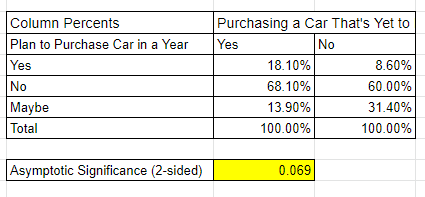 Column Percents Purchasing a Car That's Yet to
Plan to Purchase Car in a Year Yes No
Yes 18.10% 8.60%
No 68.10% 60.00%
Maybe 13.90% 31.40%
Total 100.00% 100.00%
Asymptotic Significance (2-sided) 0.069